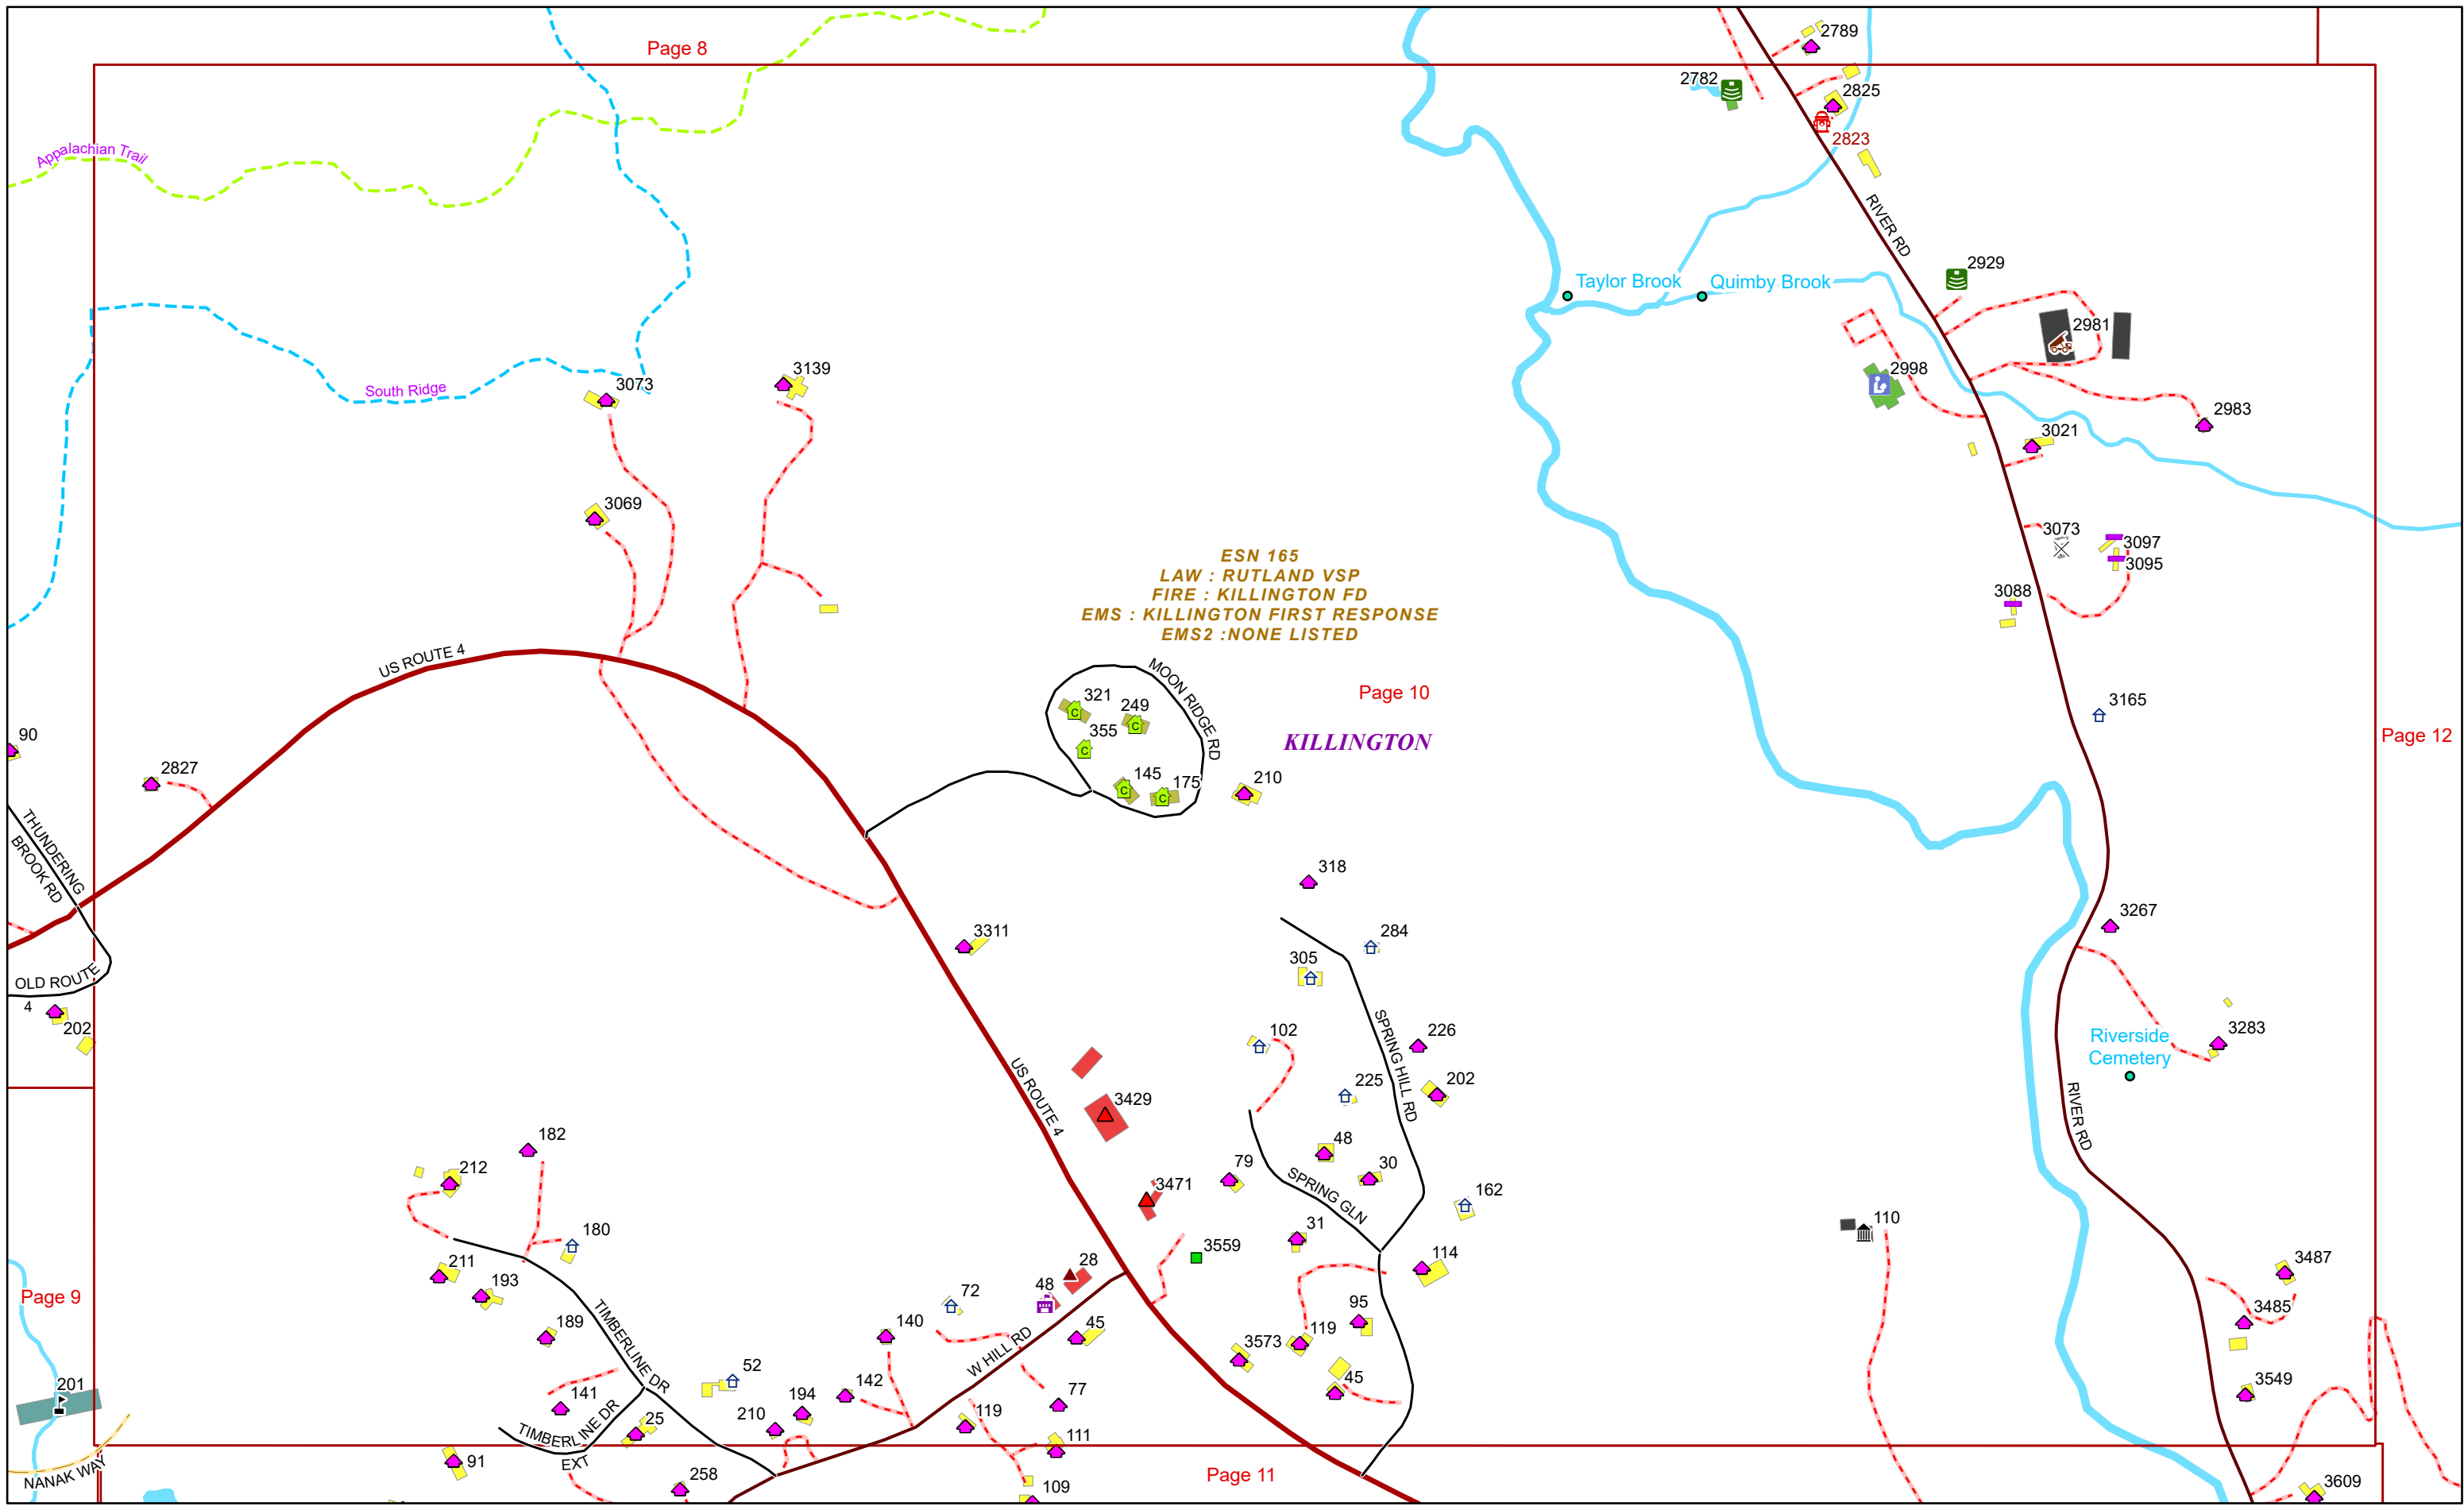 2789
Page 8
2782
2825
2823
Appalachian Trail
RIVER RD
2929
Taylor Brook
Quimby Brook
2981
3139
2998
3073
South Ridge
2983
3021
3069
3073
3097
3095
ESN 165
LAW : RUTLAND VSP
FIRE : KILLINGTON FD
EMS : KILLINGTON FIRST RESPONSE
EMS2 :NONE LISTED
3088
US ROUTE 4
MOON RIDGE RD
321
249
Page 10
3165
355
C
C
C
C
C
KILLINGTON
90
Page 12
2827
145
175
210
THUNDERING
BROOK RD
318
3311
284
3267
305
OLD ROUTE
4
202
102
226
3283
Riverside
Cemetery
SPRING HILL RD
US ROUTE 4
225
202
3429
RIVER RD
182
48
212
79
30
3471
SPRING GLN
162
110
180
31
3559
114
3487
211
28
193
48
72
Page 9
TIMBERLINE DR
189
140
45
95
3485
W HILL RD
3573
119
52
45
3549
201
141
142
77
194
TIMBERLINE DR
EXT
25
210
119
111
91
NANAK WAY
258
Page 11
109
3609